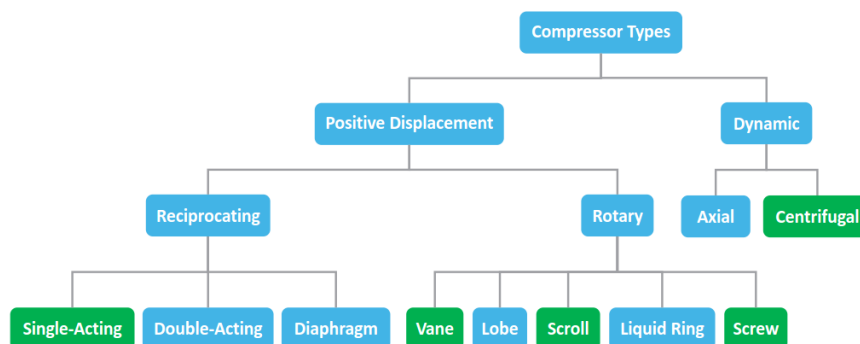 Compressor Types
Positive Displacement
Dynamic
Reciprocating
Rotary
Axial
Centrifugal
Single-Acting
Double-Acting
Diaphragm
Vane
Lobe
Scroll
Liquid Ring
Screw